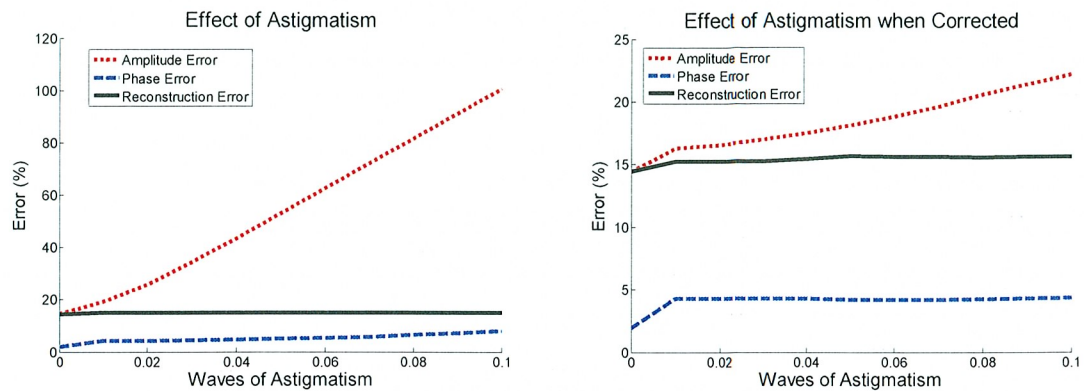 Effect of Astigmatism
120
100
80
60
40
20
0
Error (%)
Amplitude Error
Phase Error
Reconstruction Error
0
0.02
0.04
0.06
0.08
0.1
Waves of Astigmatism
Effect of Astigmatism when Corrected
25
20
15
10
5
0
Error (%)
Amplitude Error
Phase Error
Reconstruction Error
0
0.02
0.04
0.06
0.08
0.1
Waves of Astigmatism